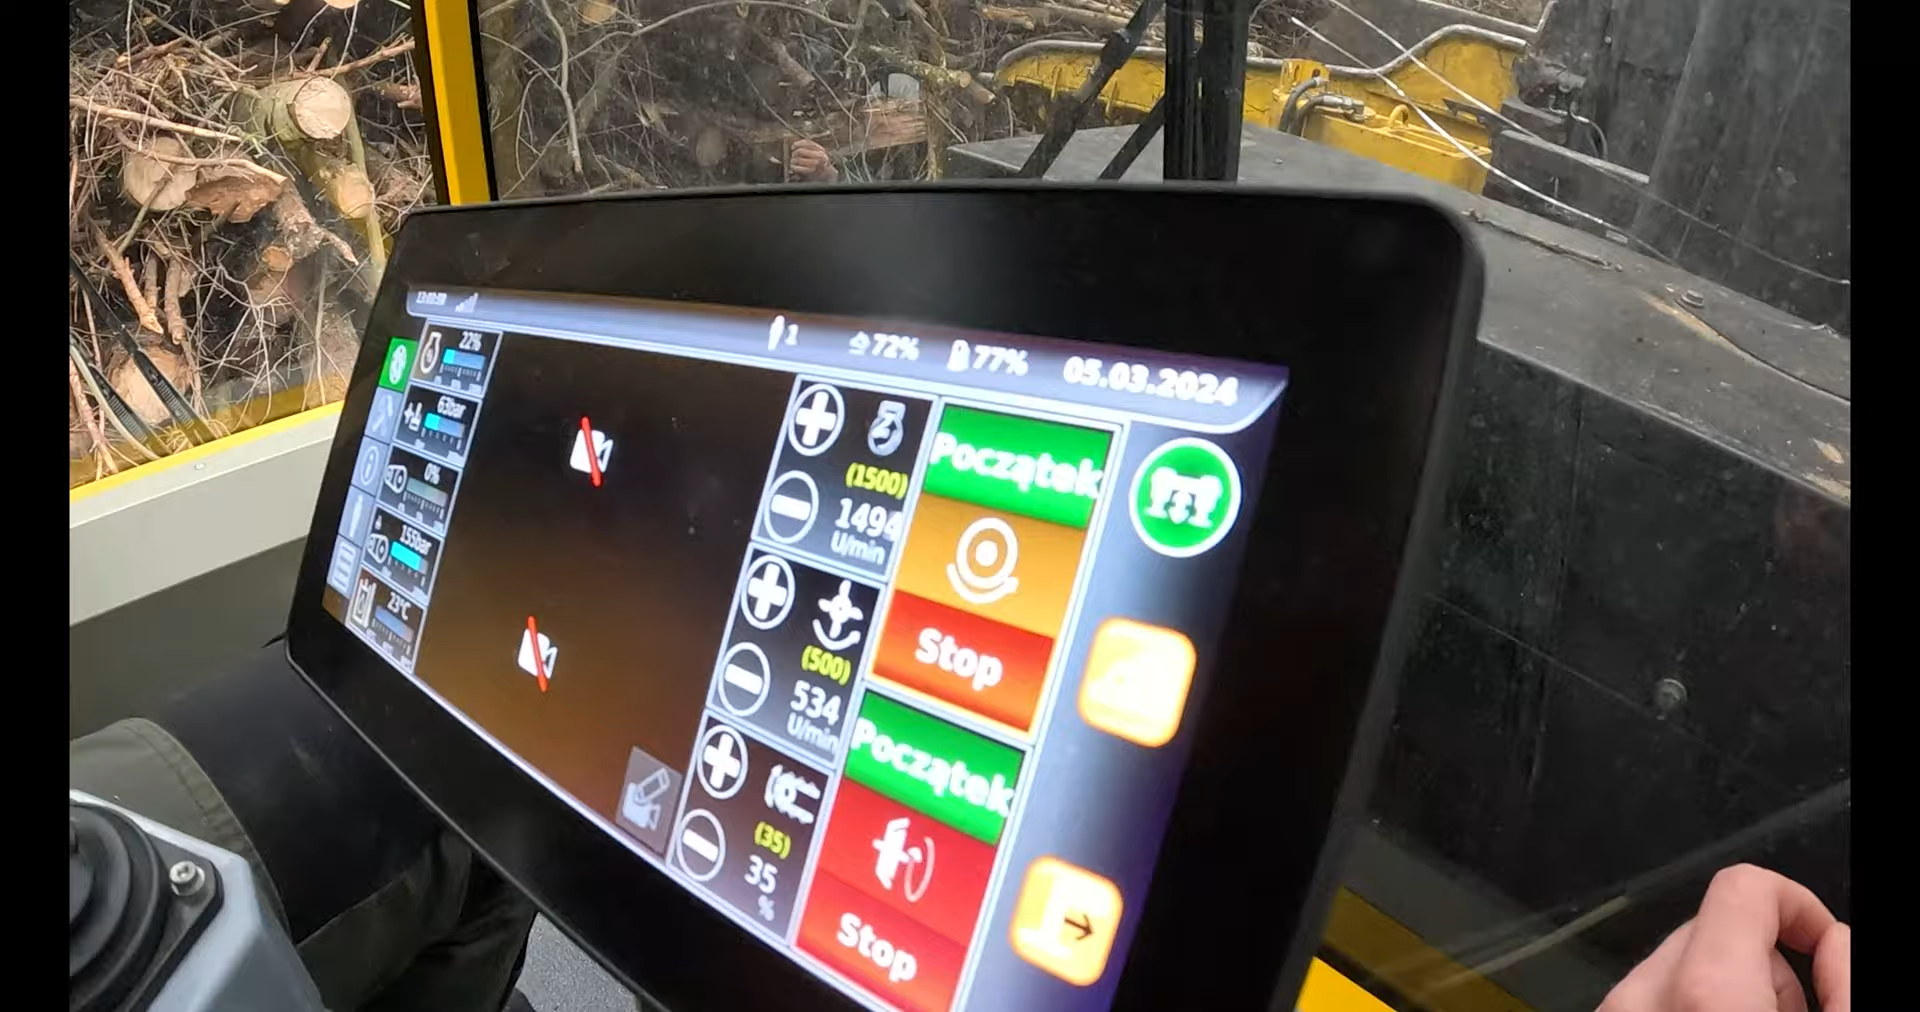 1
72%
77%
05.03.2024
22%
63bar
0%
155bar
23°C
(1500)
1494
U/min
(500)
534
U/min
(35)
35
%
Początek
Stop
Początek
Stop